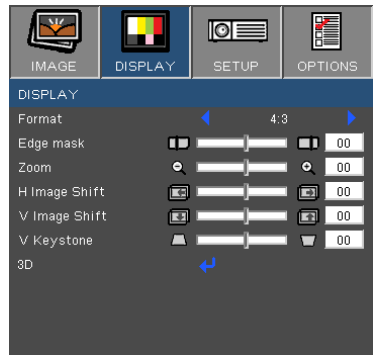 IMAGE DISPLAY SETUP OPTIONS
DISPLAY
Format 4:3
Edge mask 00
Zoom 00
H Image Shift 00
V Image Shift 00
V Keystone 00
3D